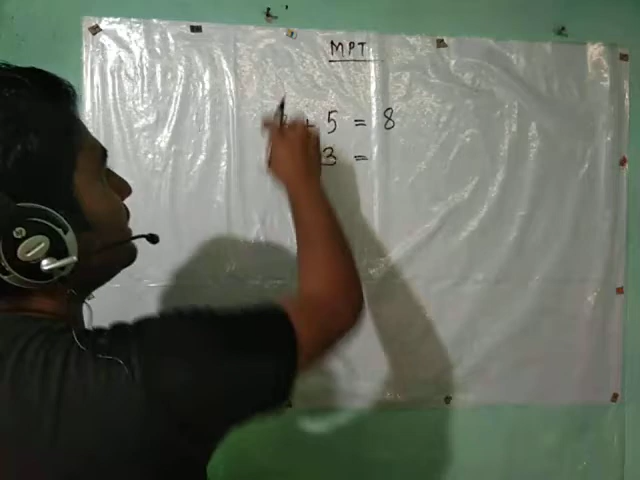 MPT
+ 5 = 8
3 =